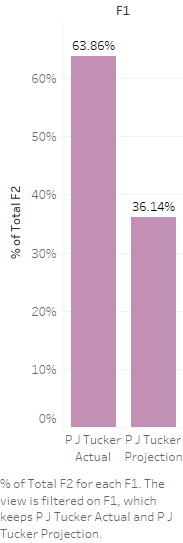 F1
63.86%
60%
50%
40%
36.14%
30%
20%
10%
0%
% of Total F2
P J Tucker Actual
P J Tucker Projection
% of Total F2 for each F1. The
view is filtered on F1, which
keeps P J Tucker Actual and P J
Tucker Projection.